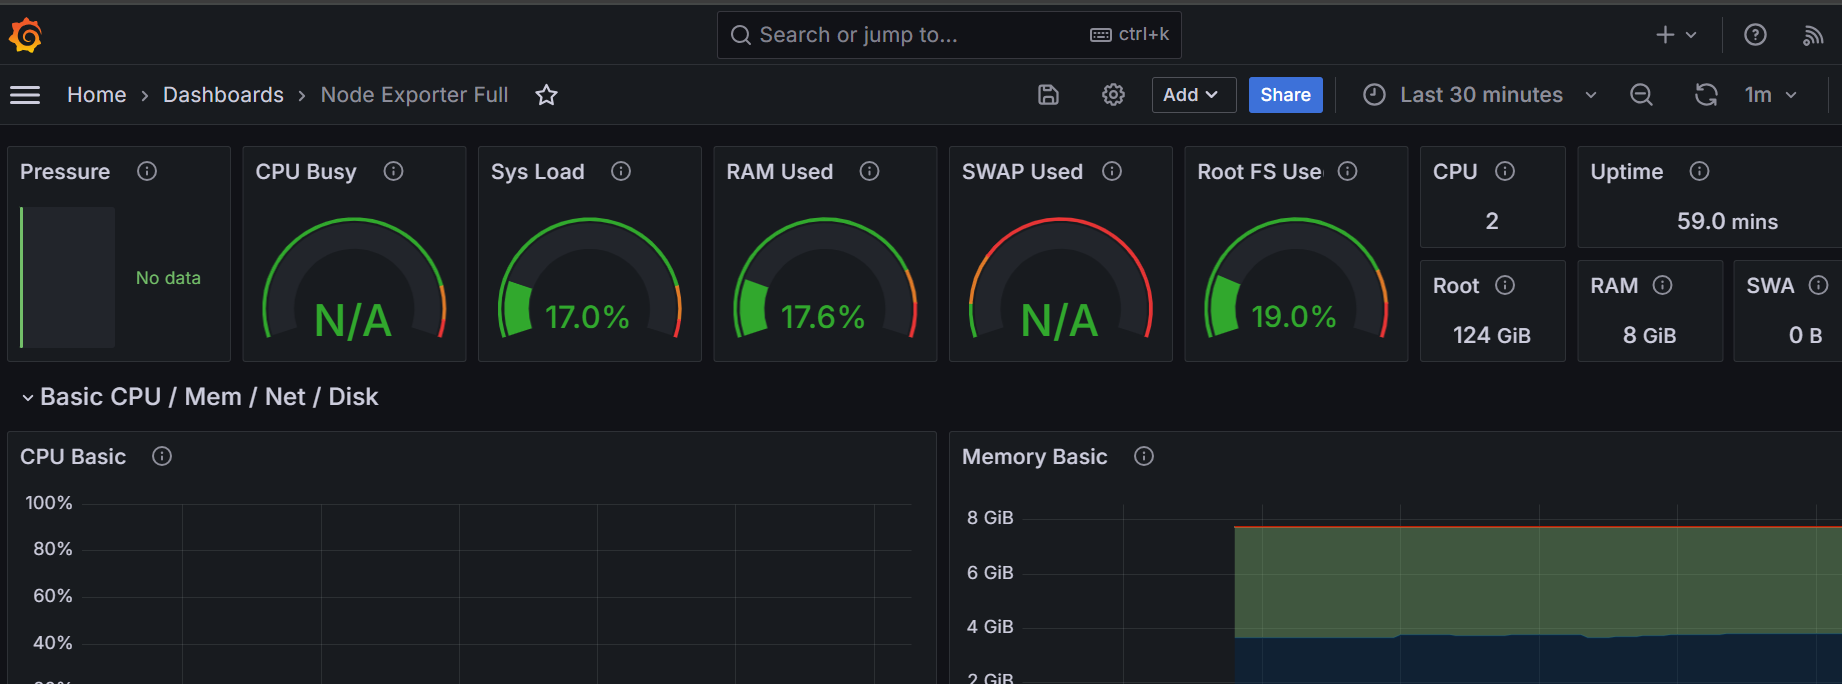 Search or jump to...
ctrl+k
Home › Dashboards › Node Exporter Full
Add
Share
Last 30 minutes
1m
Pressure
No data
CPU Busy
N/A
Sys Load
17.0%
RAM Used
17.6%
SWAP Used
N/A
Root FS Use
19.0%
CPU
2
Uptime
59.0 mins
Root
124 GiB
RAM
8 GiB
SWA
0 B
Basic CPU / Mem / Net / Disk
CPU Basic
100%
80%
60%
40%
Memory Basic
8 GiB
6 GiB
4 GiB
2 GiB